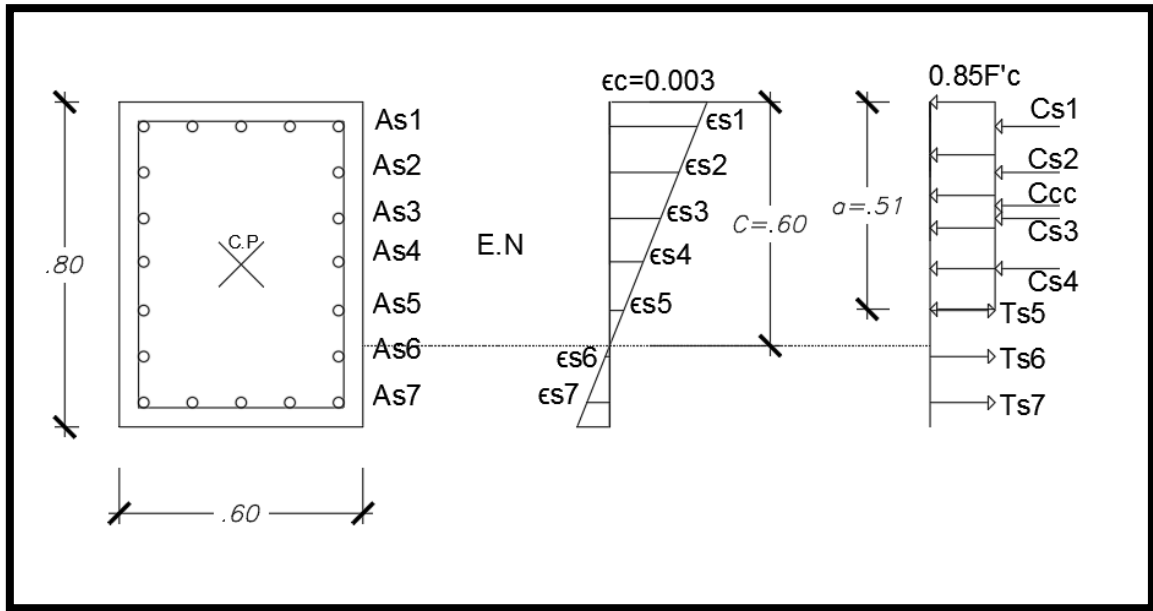 .80
.60
C.P
As1
As2
As3
As4
As5
As6
As7
E.N
ϵc=0.003
ϵs1
ϵs2
ϵs3
ϵs4
ϵs5
ϵs6
ϵs7
C=.60
a=.51
0.85F'c
Cs1
Cs2
Ccc
Cs3
Cs4
Ts5
Ts6
Ts7